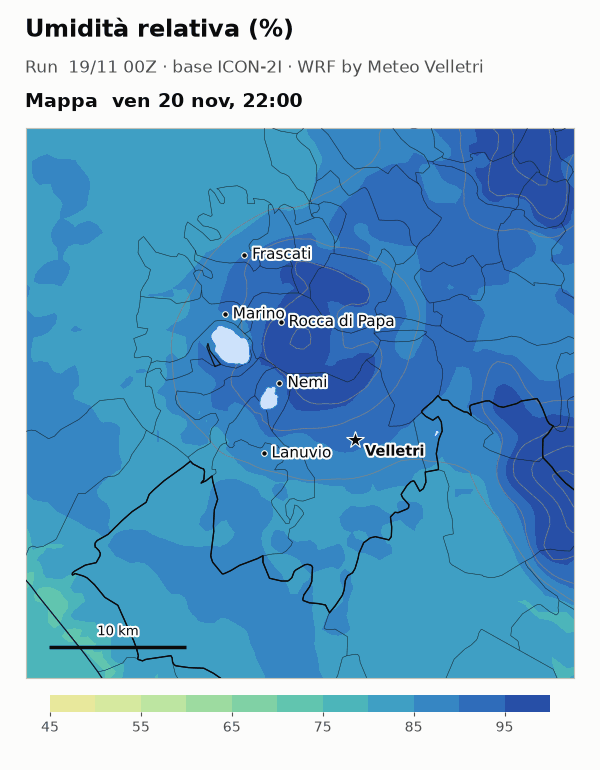 Umidità relativa (%)
Run 19/11 00Z · base ICON-2I · WRF by Meteo Velletri
Mappa ven 20 nov, 22:00
Frascati
Marino
Rocca di Papa
Nemi
Velletri
Lanuvio
10 km
45 55 65 75 85 95